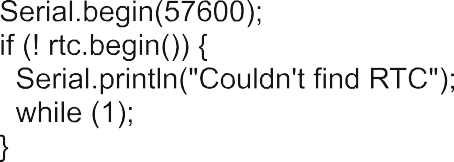 Serial.begin(57600);
if (! rtc.begin()) {
  Serial.println("Couldn't find RTC");
  while (1);
}